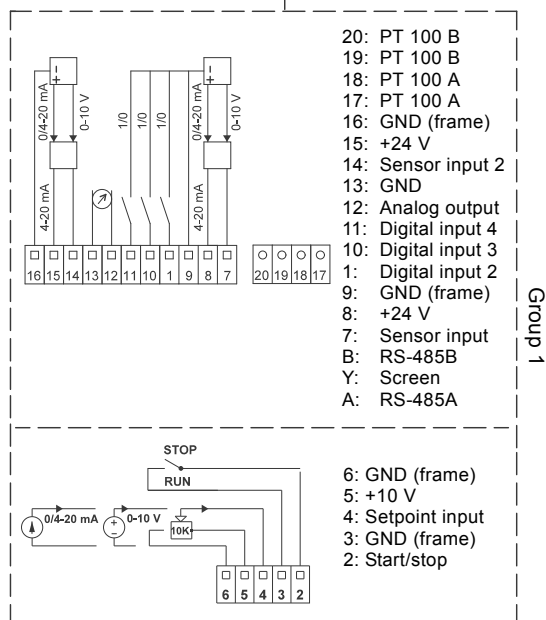 0/4-20 mA
0-10 V
1/0
1/0
1/0
0/4-20 mA
0-10 V
4-20 mA
4-20 mA
16 15 14 13 12 11 10 1 9 8 7
20 19 18 17
20: PT 100 B
19: PT 100 B
18: PT 100 A
17: PT 100 A
16: GND (frame)
15: +24 V
14: Sensor input 2
13: GND
12: Analog output
11: Digital input 4
10: Digital input 3
1: Digital input 2
9: GND (frame)
8: +24 V
7: Sensor input
B: RS-485B
Y: Screen
A: RS-485A
Group 1
STOP
RUN
0/4-20 mA
0-10 V
10K
6 5 4 3 2
6: GND (frame)
5: +10 V
4: Setpoint input
3: GND (frame)
2: Start/stop